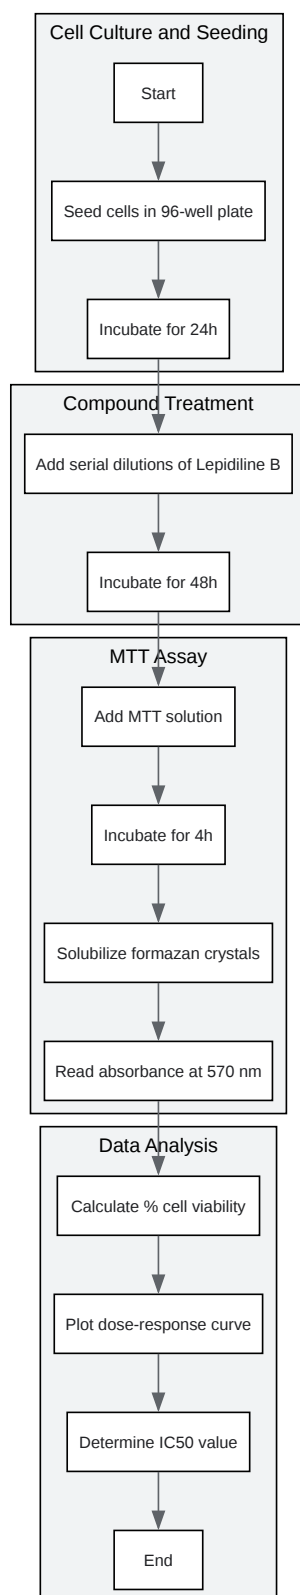 Cell Culture and Seeding
Start
Seed cells in 96-well plate
Incubate for 24h
Compound Treatment
Add serial dilutions of Lepidiline B
Incubate for 48h
MTT Assay
Add MTT solution
Incubate for 4h
Solubilize formazan crystals
Read absorbance at 570 nm
Data Analysis
Calculate % cell viability
Plot dose-response curve
Determine IC50 value
End